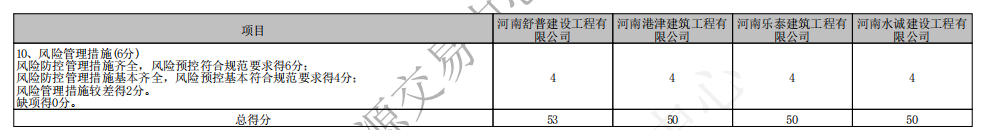 项目
河南舒普建设工程有
限公司
河南港津建筑工程有
限公司
河南乐泰建筑工程有
限公司
河南水诚建设工程有
限公司
10、风险管理措施(6分)
风险防控管理措施齐全，风险预控符合规范要求得6分;
风险防控管理措施基本齐全，风险预控基本符合规范要求得4分;
风险管理措施较差得2分。
缺项得0分。
4
4
4
4
总得分
53
50
50
50
源交易
中心